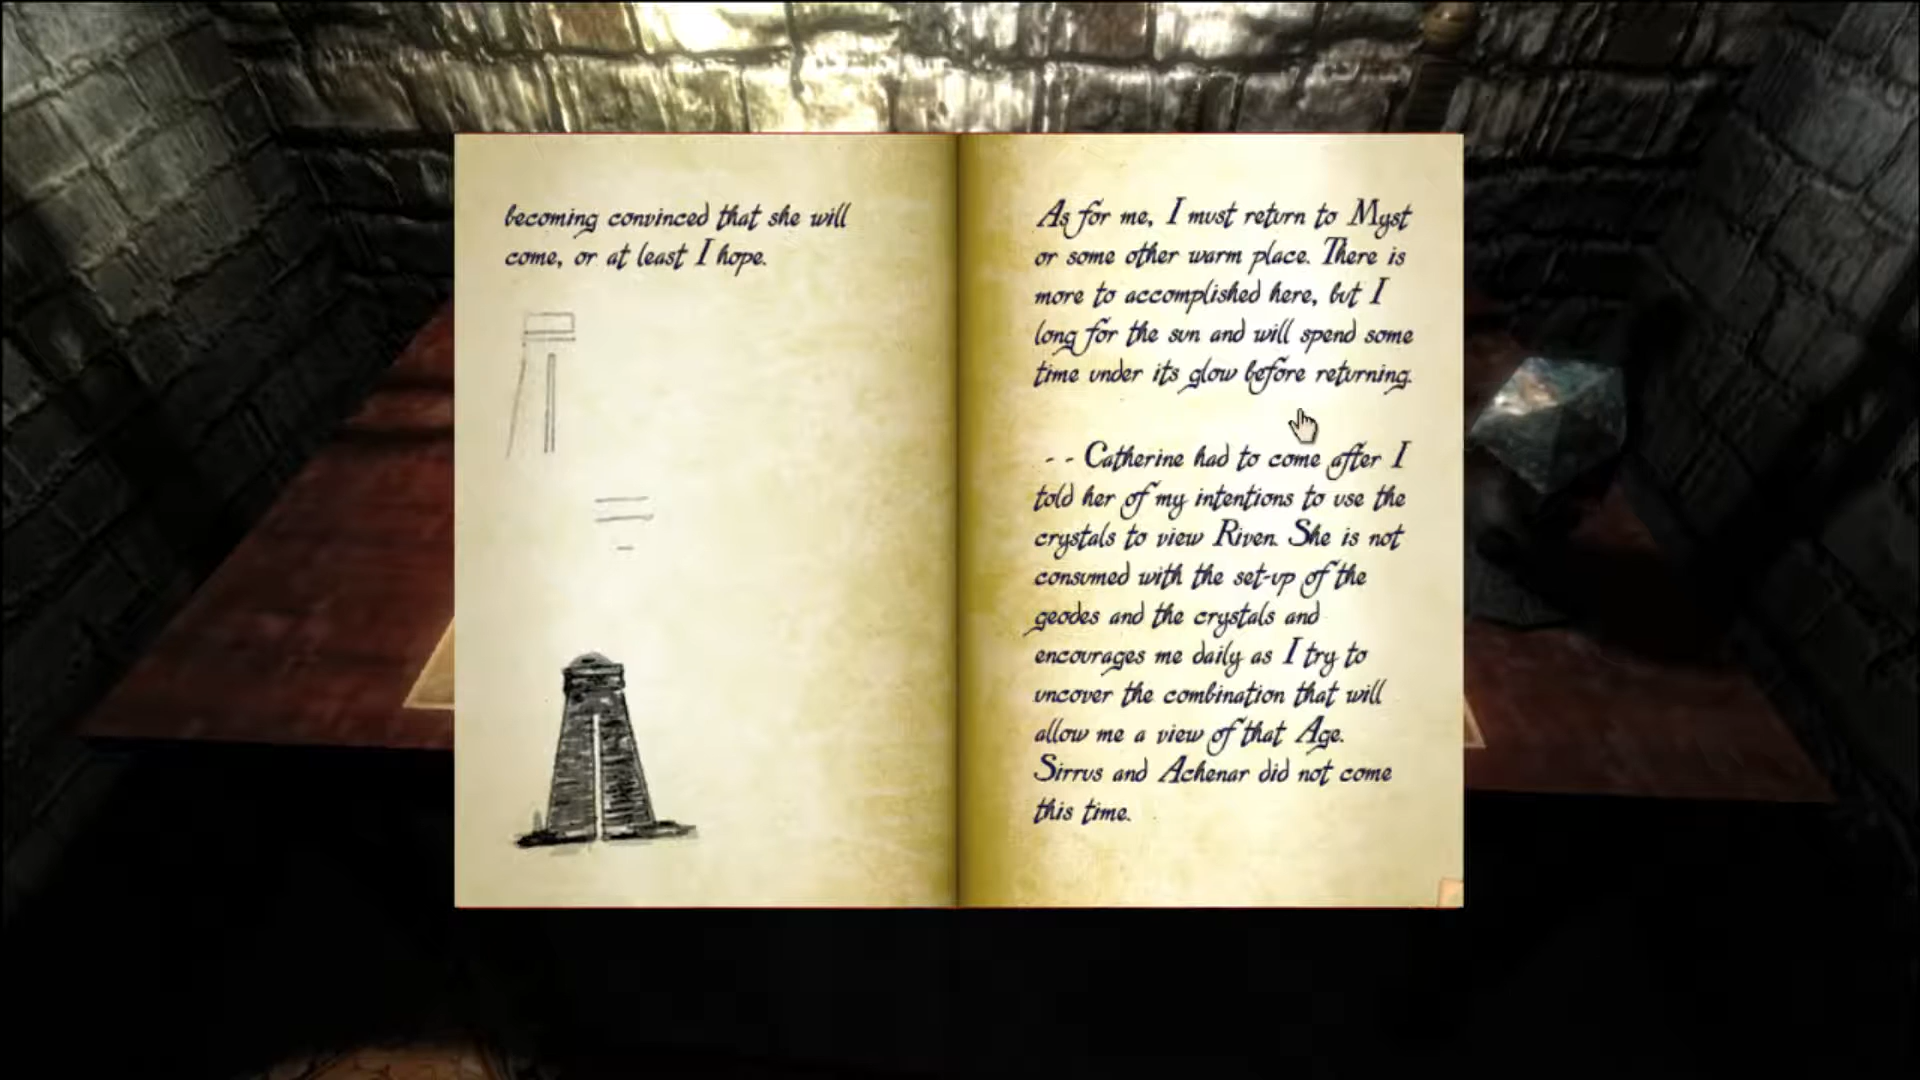 becoming convinced that she will
come, or at least I hope.
As for me, I must return to Myst
or some other warm place. There is
more to accomplished here, but I
long for the sun and will spend some
time under its glow before returning.
- - Catherine had to come after I
told her of my intentions to use the
crystals to view Riven. She is not
consumed with the set-up of the
geodes and the crystals and
encourages me daily as I try to
uncover the combination that will
allow me a view of that Age.
Sirrus and Achenar did not come
this time.